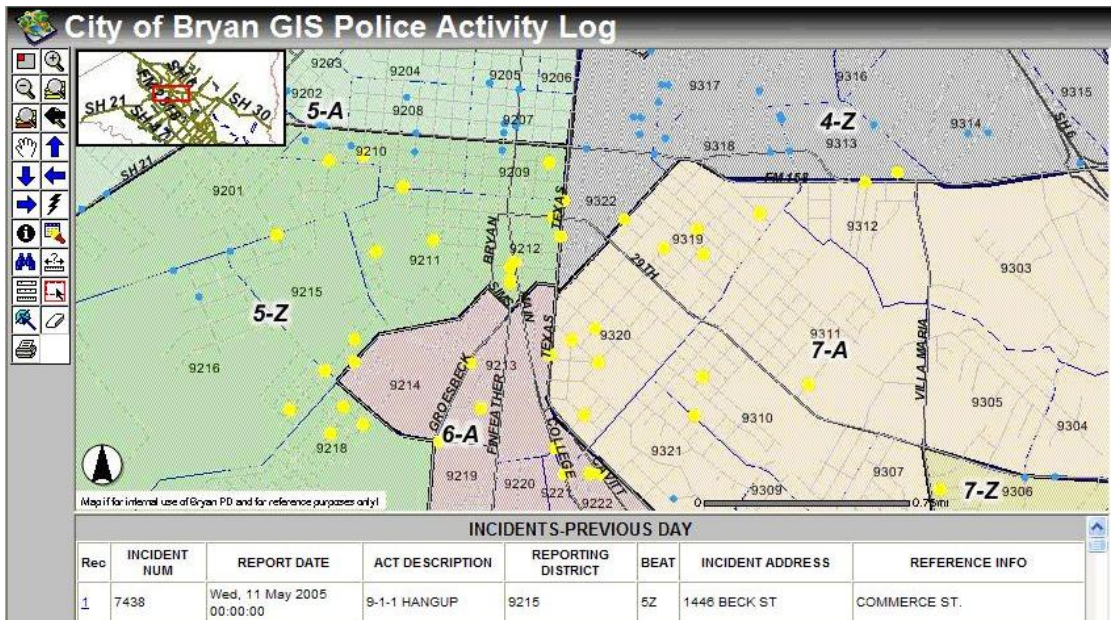 City of Bryan GIS Police Activity Log
SH 21
SH 30
9203
9204
9205
9206
9202
5-A
9208
9207
9317
9316
9315
4-Z
9314
9313
9318
SH 6
SH 21
9210
9209
9201
FM 158
TEXAS
9322
9312
BRYAN
9319
9211
9212
29TH
9303
9215
SIMS
MAIN
5-Z
TEXAS
9320
9311
7-A
VILLA MARIA
9216
9213
9214
GROESBECK
FINFEATHER
9305
9310
9304
6-A
COLLEGE
9218
9321
CAVITT
9219
9220
9221
9222
9309
9307
7-Z
9306
Map if for internal use of Bryan PD and for reference purposes only!
0
0.75mi
INCIDENTS-PREVIOUS DAY
Rec INCIDENT NUM REPORT DATE ACT DESCRIPTION REPORTING DISTRICT BEAT INCIDENT ADDRESS REFERENCE INFO
1 7438 Wed, 11 May 2005 00:00:00 9-1-1 HANGUP 9215 5Z 1446 BECK ST COMMERCE ST.